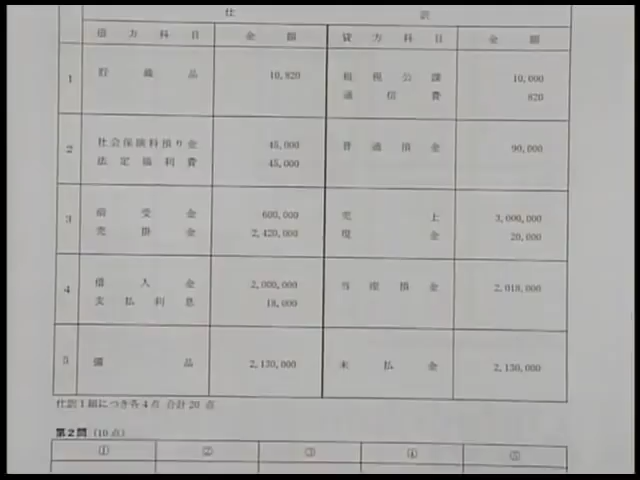 仕 訳
借方科目 金額 貸方科目 金額
1 貯蔵品 10,820 租税公課 10,000
通信費 820
2 社会保険料預り金 45,000 普通預金 90,000
法定福利費 45,000
3 前受金 600,000 売上 3,000,000
売掛金 2,420,000 現金 20,000
4 借入金 2,000,000 当座預金 2,018,000
支払利息 18,000
5 備品 2,130,000 未払金 2,130,000
仕訳1組につき各4点 合計20点
第2問 (10点)
① ② ③ ④ ⑤